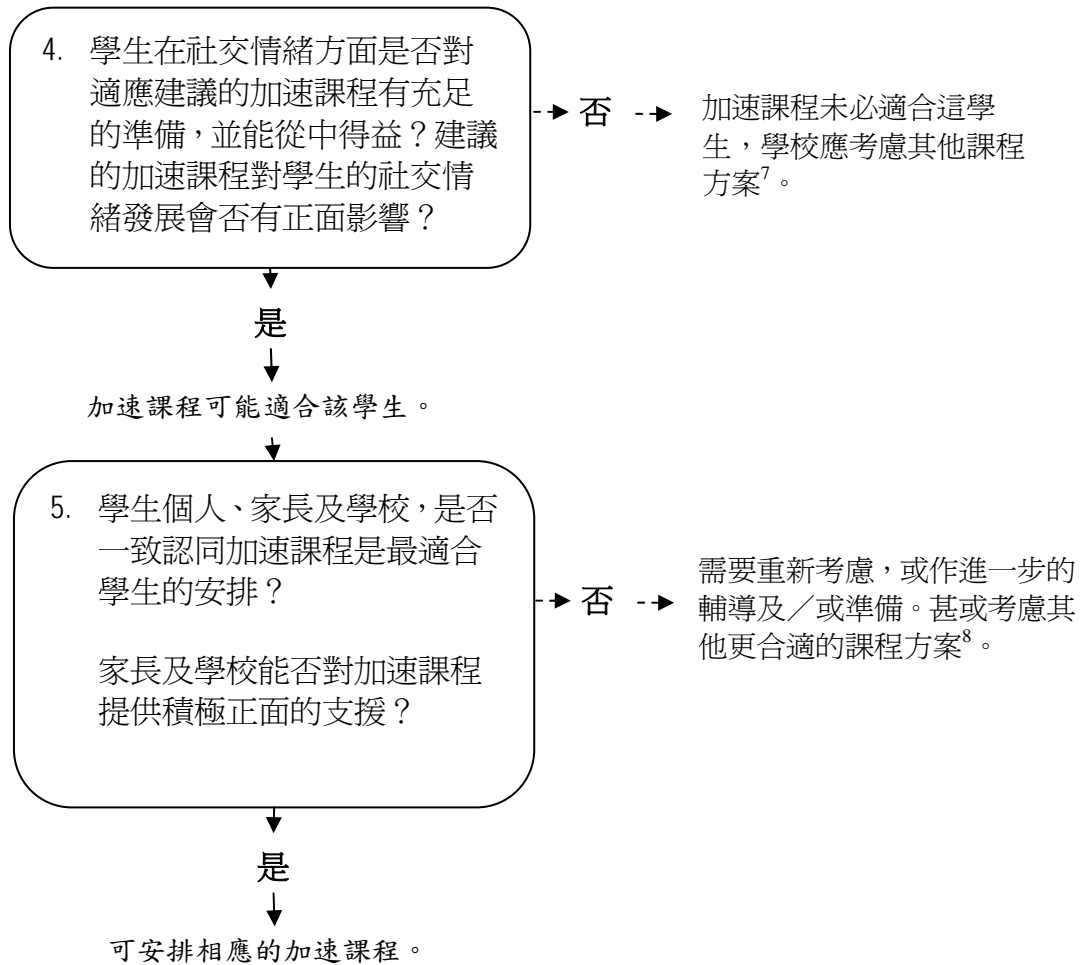 4. 學生在社交情緒方面是否對
適應建議的加速課程有充足
的準備，並能從中得益？建議
的加速課程對學生的社交情
緒發展會否有正面影響？
否
加速課程未必適合這學
生，學校應考慮其他課程
方案7。
是
加速課程可能適合該學生。
5. 學生個人、家長及學校，是否
一致認同加速課程是最適合
學生的安排？
家長及學校能否對加速課程
提供積極正面的支援？
否
需要重新考慮，或作進一步的
輔導及／或準備。甚或考慮其
他更合適的課程方案8。
是
可安排相應的加速課程。